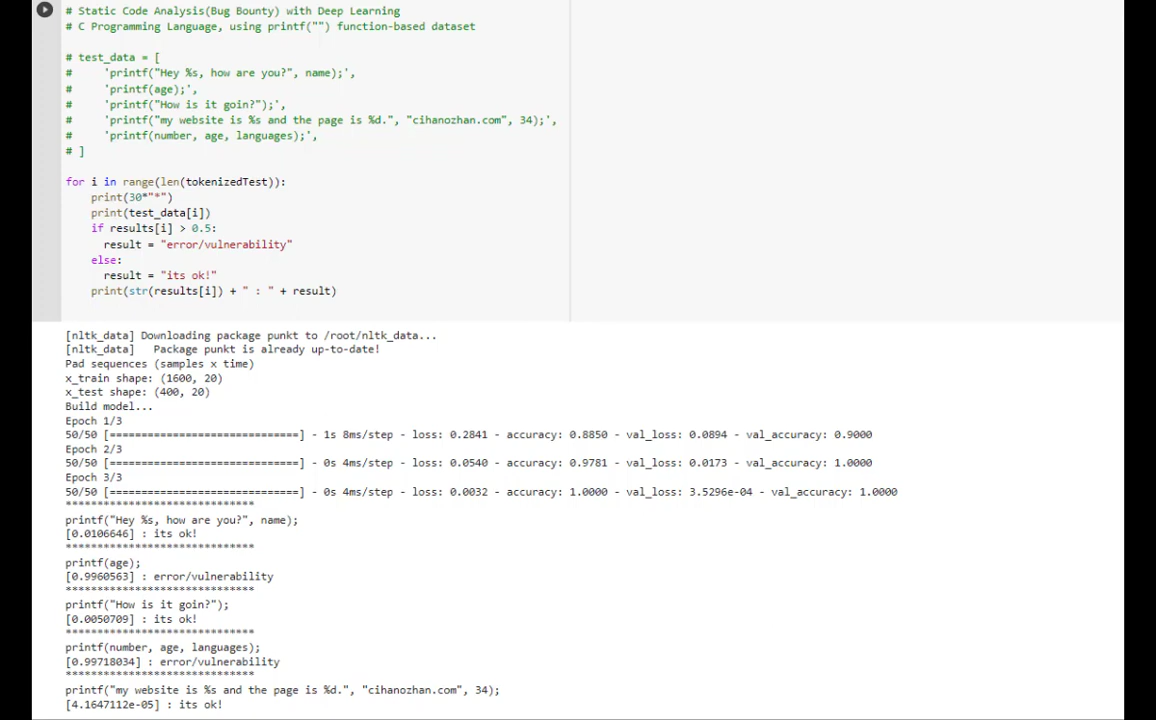 # Static Code Analysis(Bug Bounty) with Deep Learning
# C Programming Language, using printf("") function-based dataset
# test_data = [
#     'printf("Hey %s, how are you?", name);',
#     'printf(age);',
#     'printf("How is it goin?");',
#     'printf("my website is %s and the page is %d.", "cihanozhan.com", 34);',
#     'printf(number, age, languages);',
# ]
for i in range(len(tokenizedTest)):
    print(30*"*")
    print(test_data[i])
    if results[i] > 0.5:
      result = "error/vulnerability"
    else:
      result = "its ok!"
    print(str(results[i]) + " : " + result)
[nltk_data] Downloading package punkt to /root/nltk_data...
[nltk_data]   Package punkt is already up-to-date!
Pad sequences (samples x time)
x_train shape: (1600, 20)
x_test shape: (400, 20)
Build model...
Epoch 1/3
50/50 [==============================] - 1s 8ms/step - loss: 0.2841 - accuracy: 0.8850 - val_loss: 0.0894 - val_accuracy: 0.9000
Epoch 2/3
50/50 [==============================] - 0s 4ms/step - loss: 0.0540 - accuracy: 0.9781 - val_loss: 0.0173 - val_accuracy: 1.0000
Epoch 3/3
50/50 [==============================] - 0s 4ms/step - loss: 0.0032 - accuracy: 1.0000 - val_loss: 3.5296e-04 - val_accuracy: 1.0000
******************************
printf("Hey %s, how are you?", name);
[0.0106646] : its ok!
******************************
printf(age);
[0.9960563] : error/vulnerability
******************************
printf("How is it goin?");
[0.0050709] : its ok!
******************************
printf(number, age, languages);
[0.99718034] : error/vulnerability
******************************
printf("my website is %s and the page is %d.", "cihanozhan.com", 34);
[4.1647112e-05] : its ok!